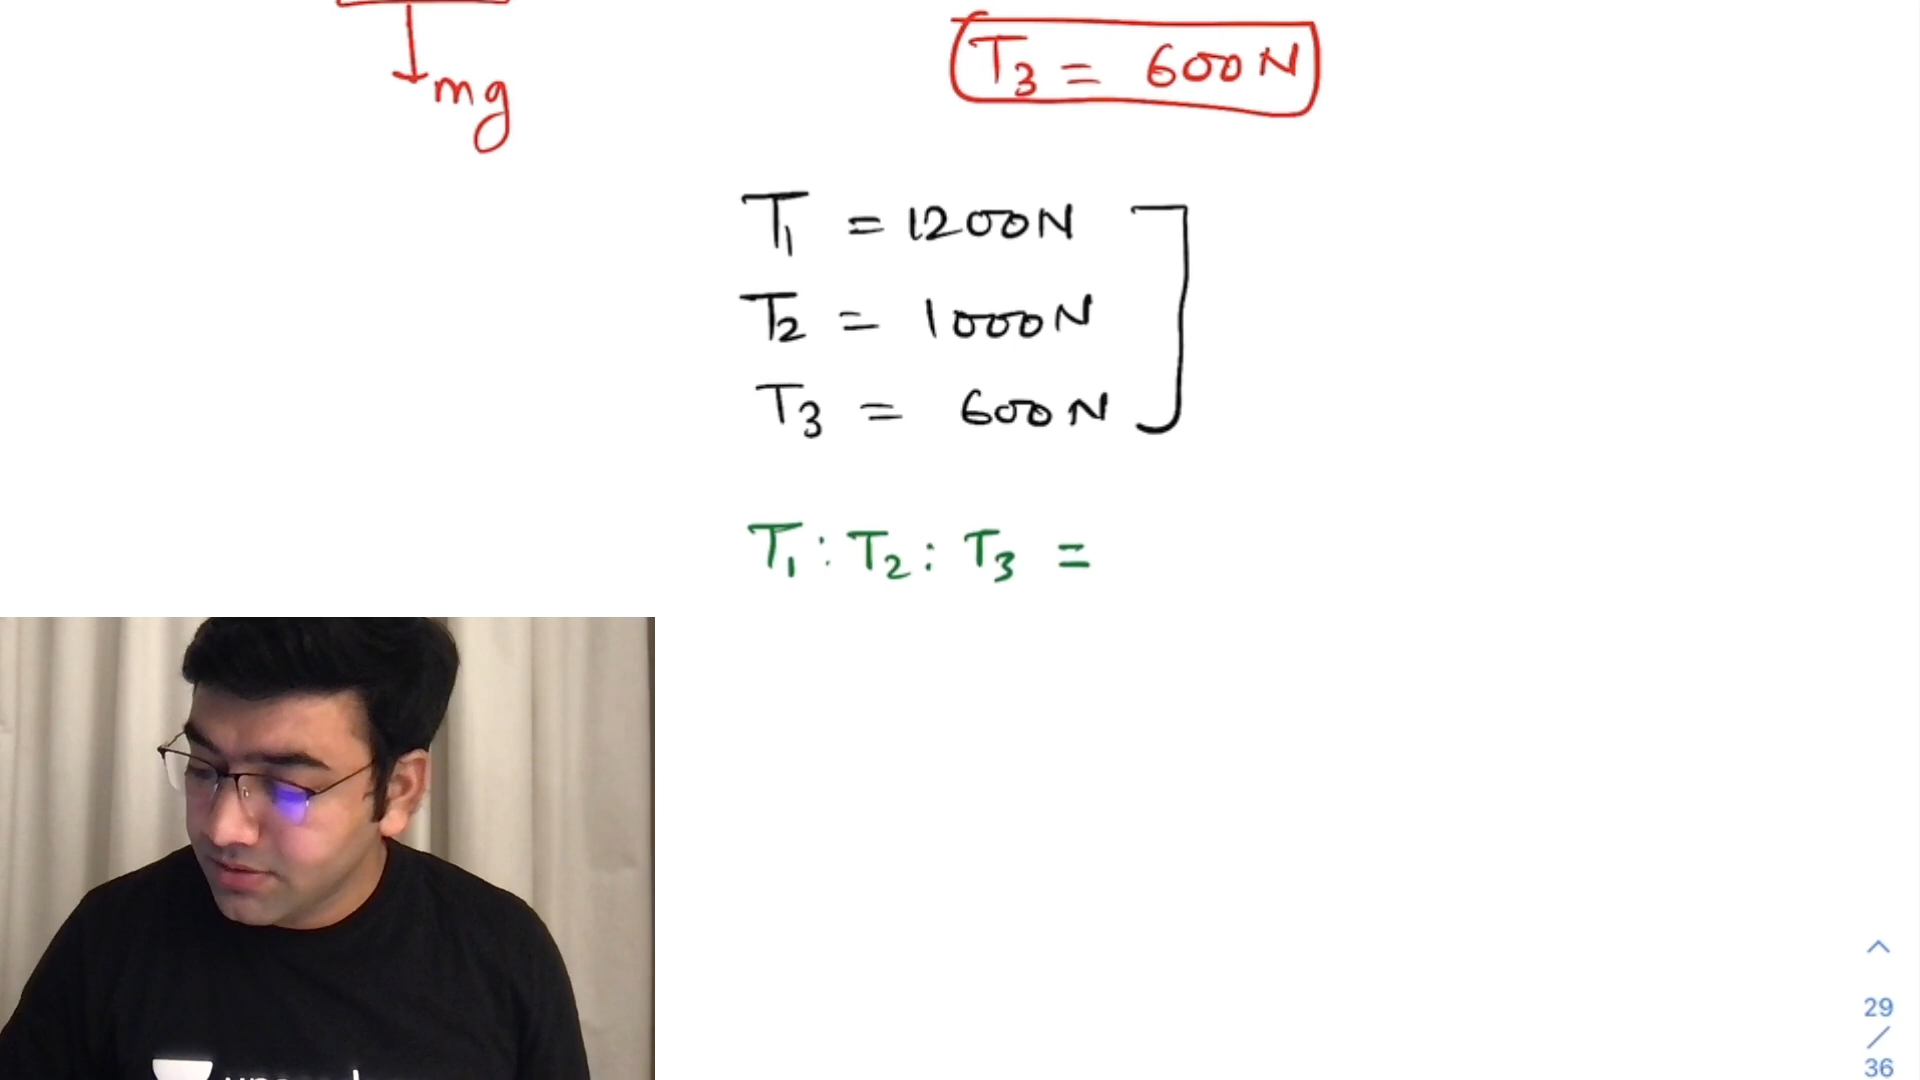 mg
T₃ = 600N
T₁ = 1200N
T₂ = 1000N
T₃ = 600N
T₁ : T₂ : T₃ =
29
/
36